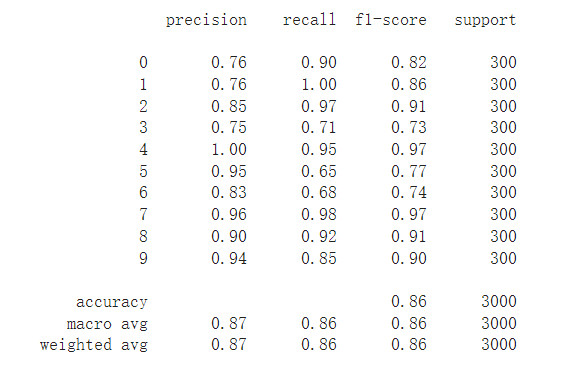 precision recall f1-score support
0 0.76 0.90 0.82 300
1 0.76 1.00 0.86 300
2 0.85 0.97 0.91 300
3 0.75 0.71 0.73 300
4 1.00 0.95 0.97 300
5 0.95 0.65 0.77 300
6 0.83 0.68 0.74 300
7 0.96 0.98 0.97 300
8 0.90 0.92 0.91 300
9 0.94 0.85 0.90 300
accuracy 0.86 3000
macro avg 0.87 0.86 0.86 3000
weighted avg 0.87 0.86 0.86 3000